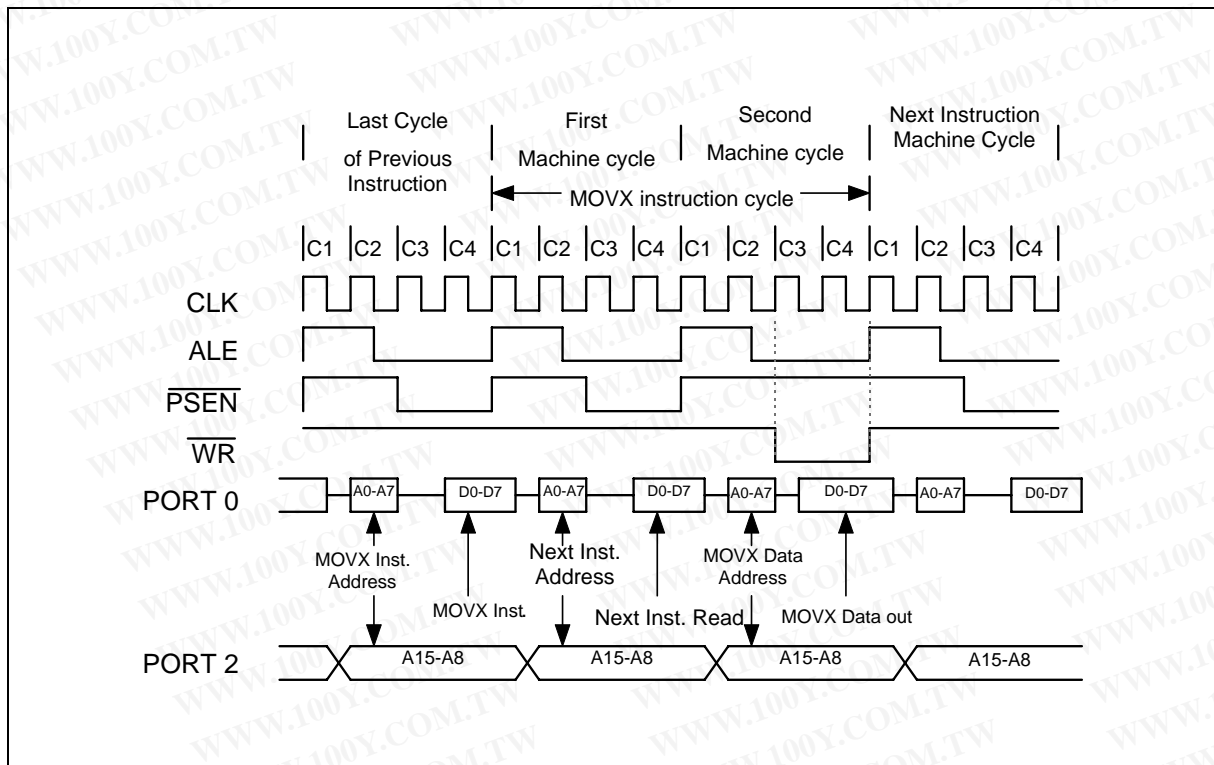 Last Cycle
of Previous
Instruction
First
Machine cycle
Second
Machine cycle
Next Instruction
Machine Cycle
MOVX instruction cycle
C1 C2 C3 C4 C1 C2 C3 C4 C1 C2 C3 C4 C1 C2 C3 C4
CLK
ALE
PSEN
WR
PORT 0
A0-A7 D0-D7 A0-A7 D0-D7 A0-A7 D0-D7 A0-A7 D0-D7
MOVX Inst.
Address
MOVX Inst.
Next Inst.
Address
Next Inst. Read
MOVX Data
Address
MOVX Data out
PORT 2
A15-A8 A15-A8 A15-A8 A15-A8
WWW.100Y.COM.TW